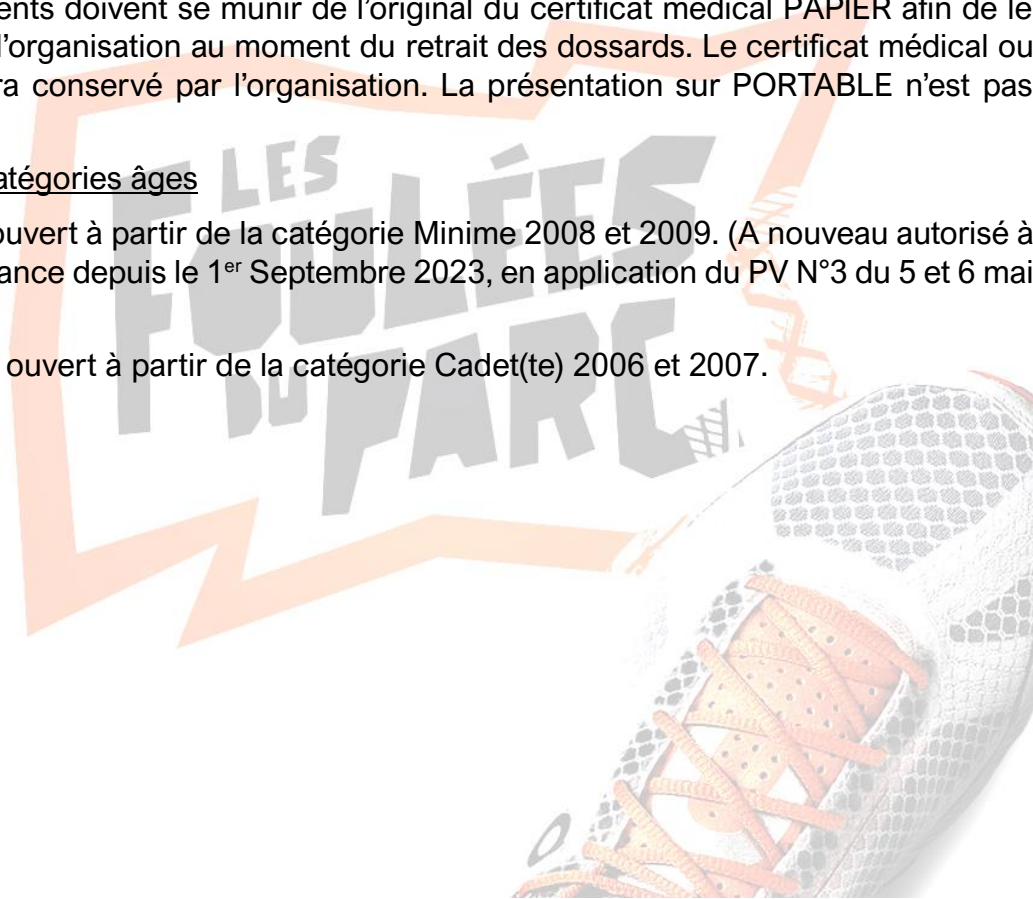 ents doivent se munir de l'original du certificat médical PAPIER afin de le
l'organisation au moment du retrait des dossards. Le certificat médical ou
ra conservé par l'organisation. La présentation sur PORTABLE n'est pas
atégories âges
ouvert à partir de la catégorie Minime 2008 et 2009. (A nouveau autorisé à
ance depuis le 1er Septembre 2023, en application du PV N°3 du 5 et 6 mai
ouvert à partir de la catégorie Cadet(te) 2006 et 2007.
LES
FOULÉES
DU PARC